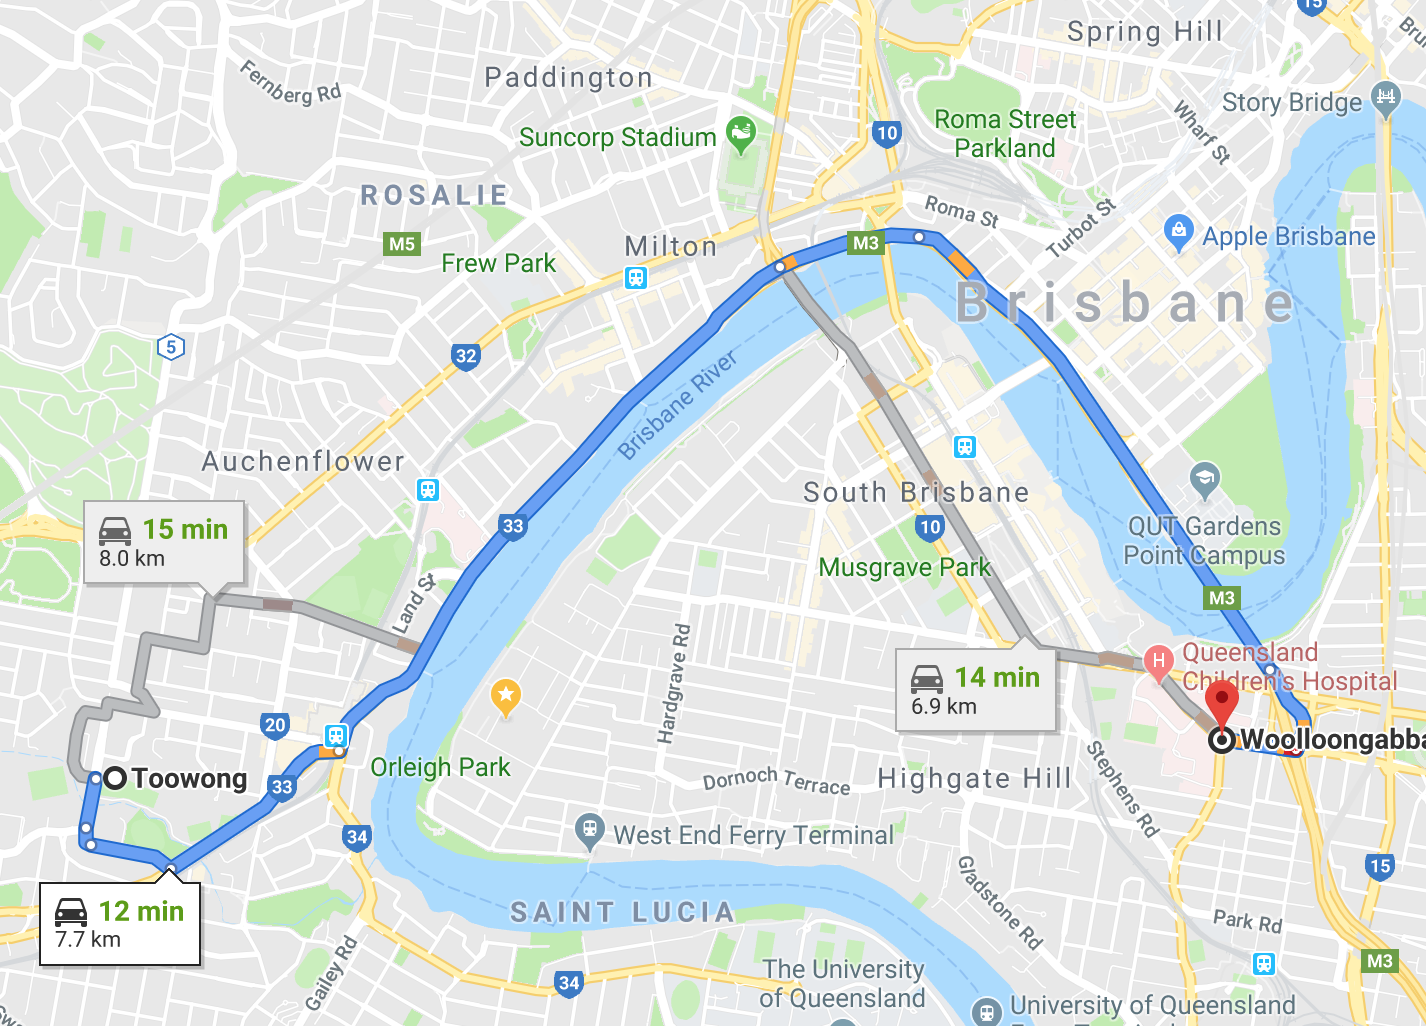 15
Spring Hill
Paddington
Fernberg Rd
Story Bridge
Wharf St
Roma Street
Parkland
10
Suncorp Stadium
ROSALIE
Roma St
Turbot St
M5
Milton
M3
Apple Brisbane
Frew Park
Brisbane
5
32
Brisbane River
Auchenflower
South Brisbane
33
10
15 min
8.0 km
QUT Gardens
Point Campus
Musgrave Park
Land St
M3
Hardgrave Rd
Queensland
Children's Hospital
H
14 min
6.9 km
20
Woolloongabba
Orleigh Park
Toowong
33
Dornoch Terrace
Highgate Hill
Stephens Rd
34
West End Ferry Terminal
15
12 min
7.7 km
SAINT LUCIA
Gladstone Rd
Park Rd
M3
Gailey Rd
34
The University
of Queensland
University of Queensland